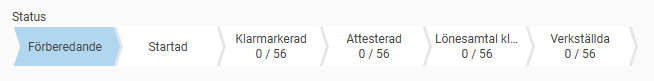 Status
Förberedande
Startad
Klarmarkerad
0 / 56
Attesterad
0 / 56
Lönesamtal kl...
0 / 56
Verkställda
0 / 56